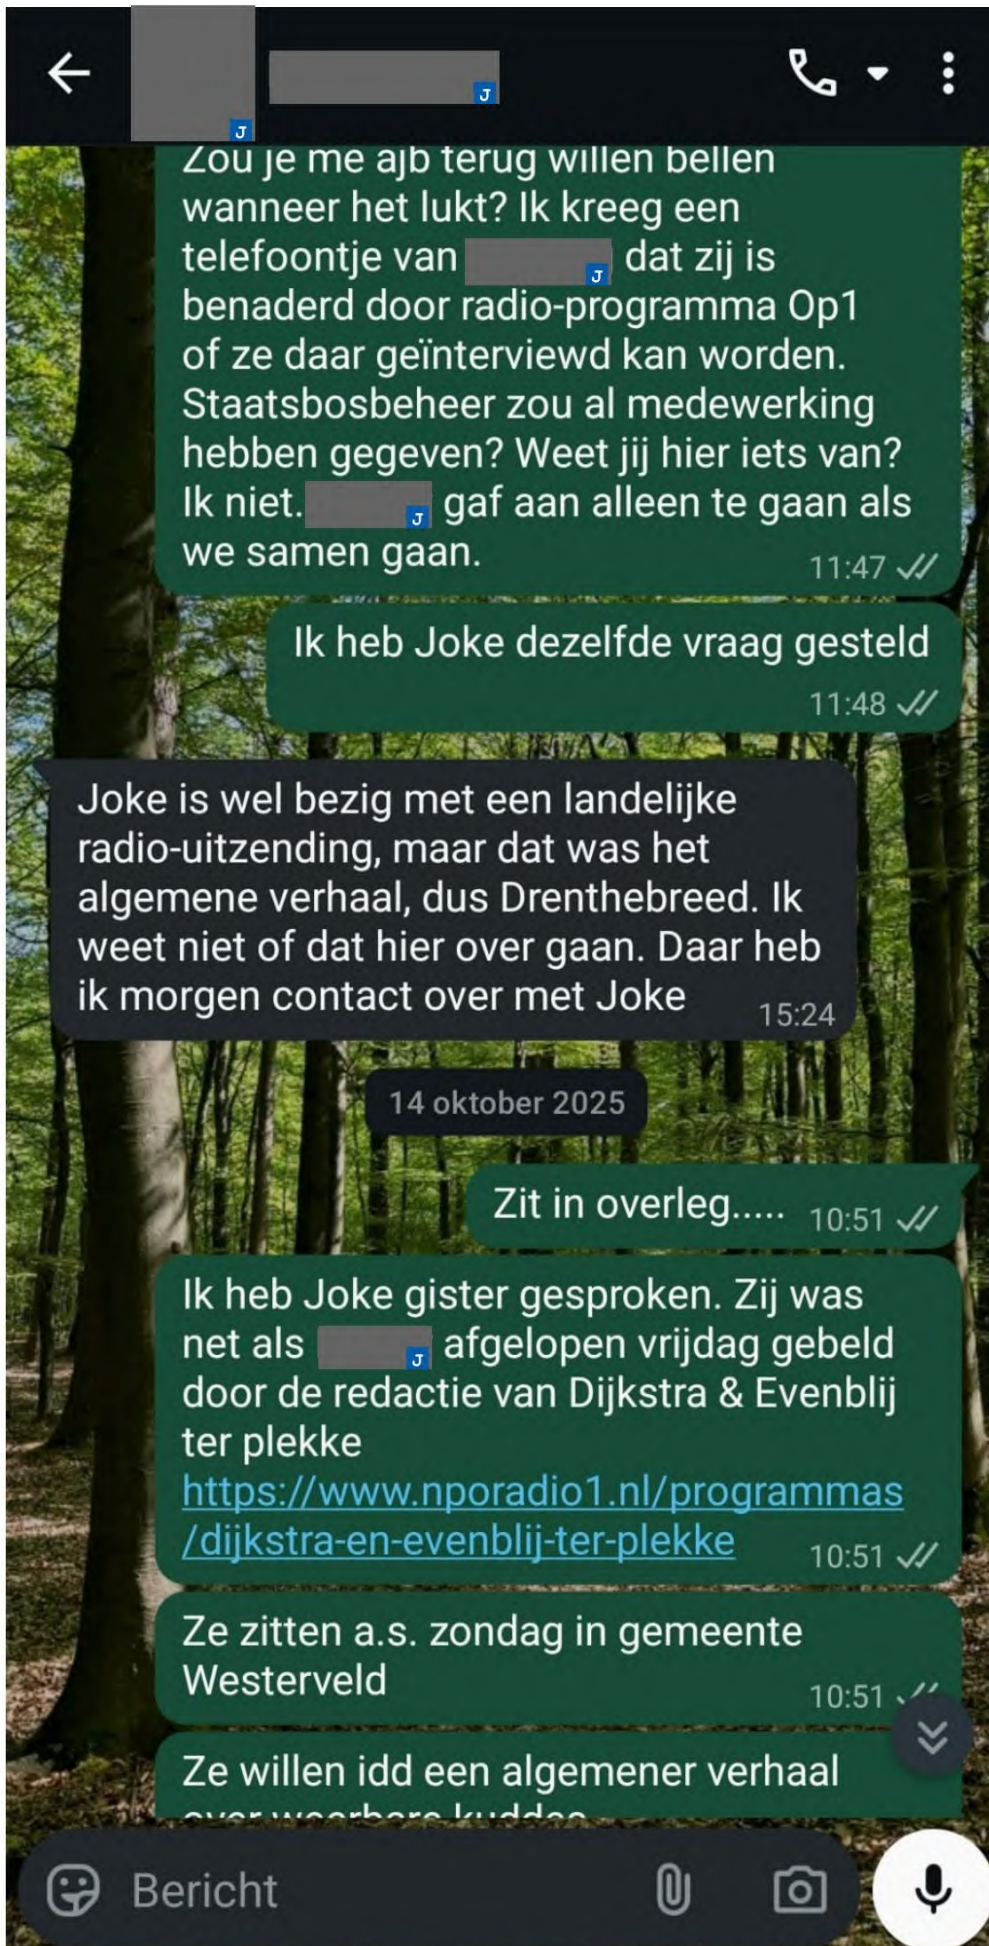 J
J
Zou je me ajb terug willen bellen
wanneer het lukt? Ik kreeg een
telefoontje van J dat zij is
benaderd door radio-programma Op1
of ze daar geïnterviewd kan worden.
Staatsbosbeheer zou al medewerking
hebben gegeven? Weet jij hier iets van?
Ik niet. J gaf aan alleen te gaan als
we samen gaan.
11:47
Ik heb Joke dezelfde vraag gesteld
11:48
Joke is wel bezig met een landelijke
radio-uitzending, maar dat was het
algemene verhaal, dus Drenthebreed. Ik
weet niet of dat hier over gaan. Daar heb
ik morgen contact over met Joke
15:24
14 oktober 2025
Zit in overleg..... 10:51
Ik heb Joke gister gesproken. Zij was
net als J afgelopen vrijdag gebeld
door de redactie van Dijkstra & Evenblij
ter plekke
https://www.nporadio1.nl/programmas
/dijkstra-en-evenblij-ter-plekke
10:51
Ze zitten a.s. zondag in gemeente
Westerveld
10:51
Ze willen idd een algemener verhaal
over weerbare kuddes
Bericht